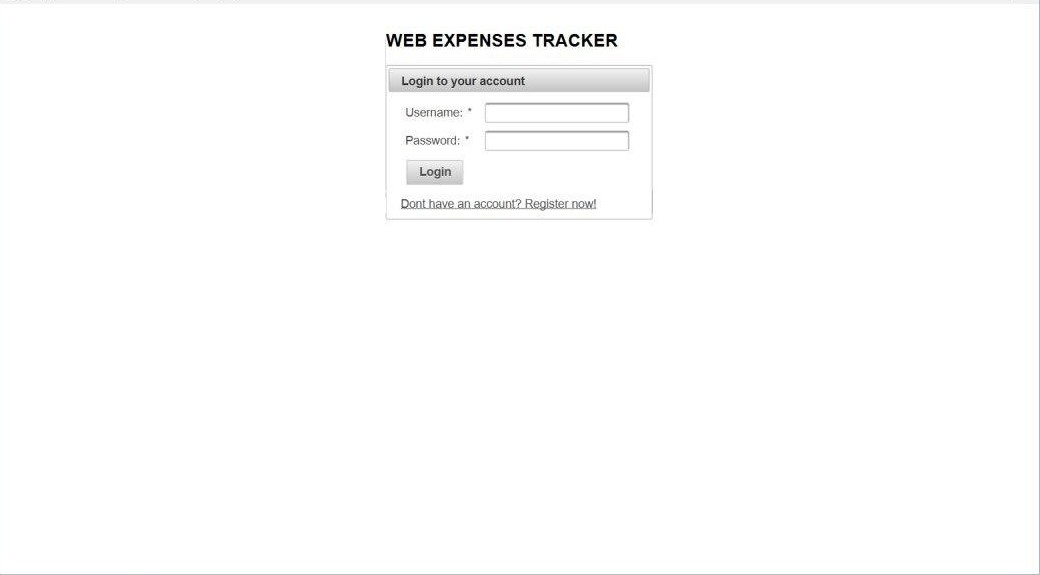 WEB EXPENSES TRACKER
Login to your account
Username: *
Password: *
Login
Dont have an account? Register now!